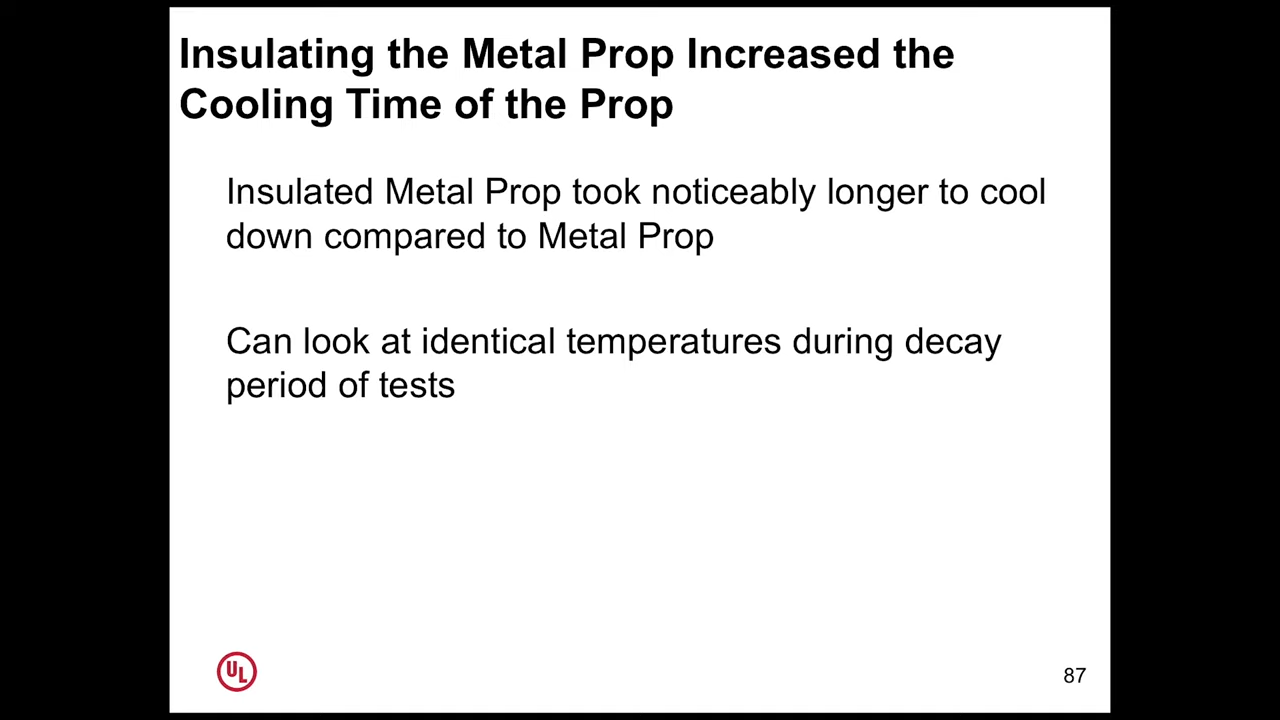 Insulating the Metal Prop Increased the
Cooling Time of the Prop
Insulated Metal Prop took noticeably longer to cool
down compared to Metal Prop
Can look at identical temperatures during decay
period of tests
UL
87